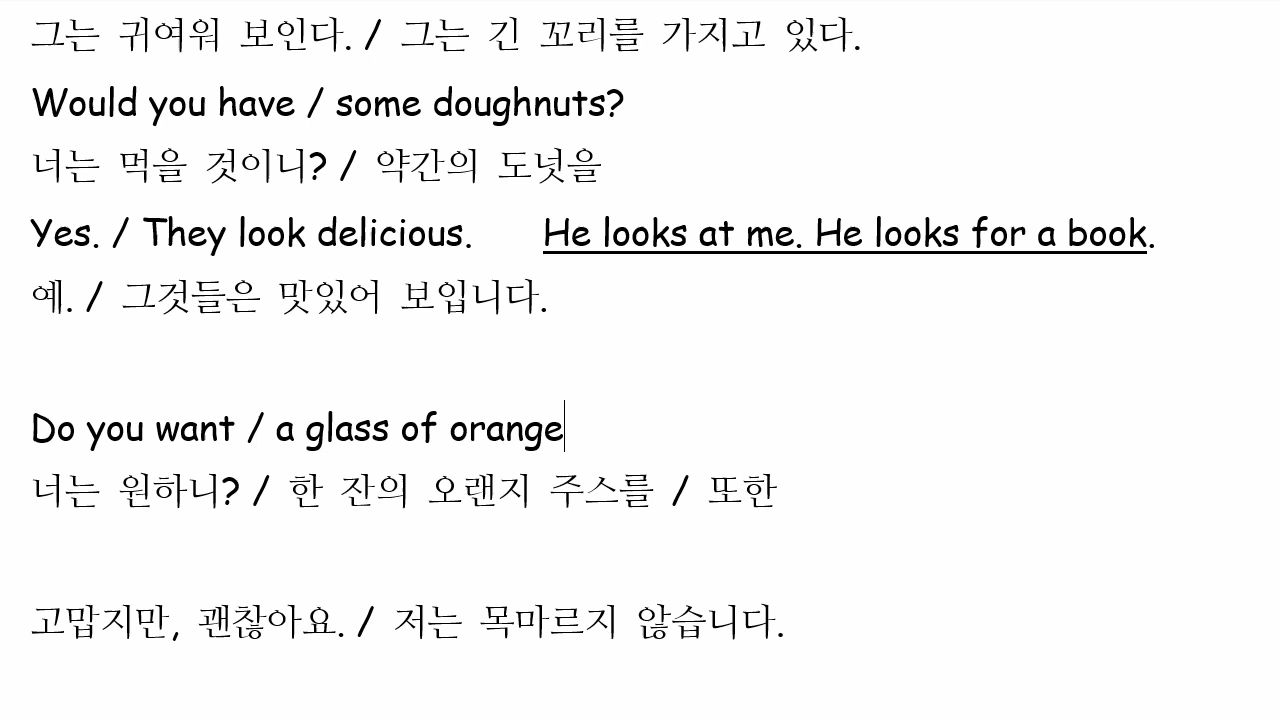 그는 귀여워 보인다. / 그는 긴 꼬리를 가지고 있다.
Would you have / some doughnuts?
너는 먹을 것이니? / 약간의 도넛을
Yes. / They look delicious. He looks at me. He looks for a book.
예. / 그것들은 맛있어 보입니다.
Do you want / a glass of orange
너는 원하니? / 한 잔의 오랜지 주스를 / 또한
고맙지만, 괜찮아요. / 저는 목마르지 않습니다.